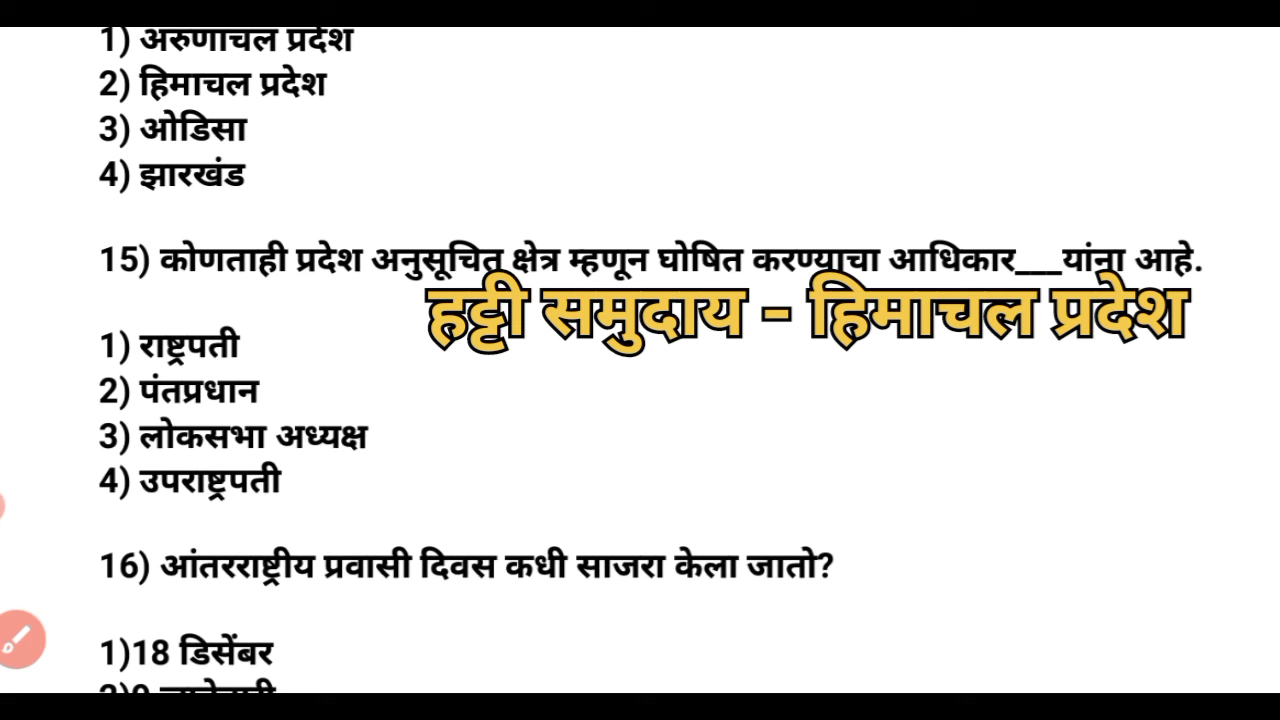 1) अरुणाचल प्रदेश
2) हिमाचल प्रदेश
3) ओडिसा
4) झारखंड
15) कोणताही प्रदेश अनुसूचित क्षेत्र म्हणून घोषित करण्याचा आधिकार___यांना आहे.
हट्टी समुदाय - हिमाचल प्रदेश
1) राष्ट्रपती
2) पंतप्रधान
3) लोकसभा अध्यक्ष
4) उपराष्ट्रपती
16) आंतरराष्ट्रीय प्रवासी दिवस कधी साजरा केला जातो?
1)18 डिसेंबर